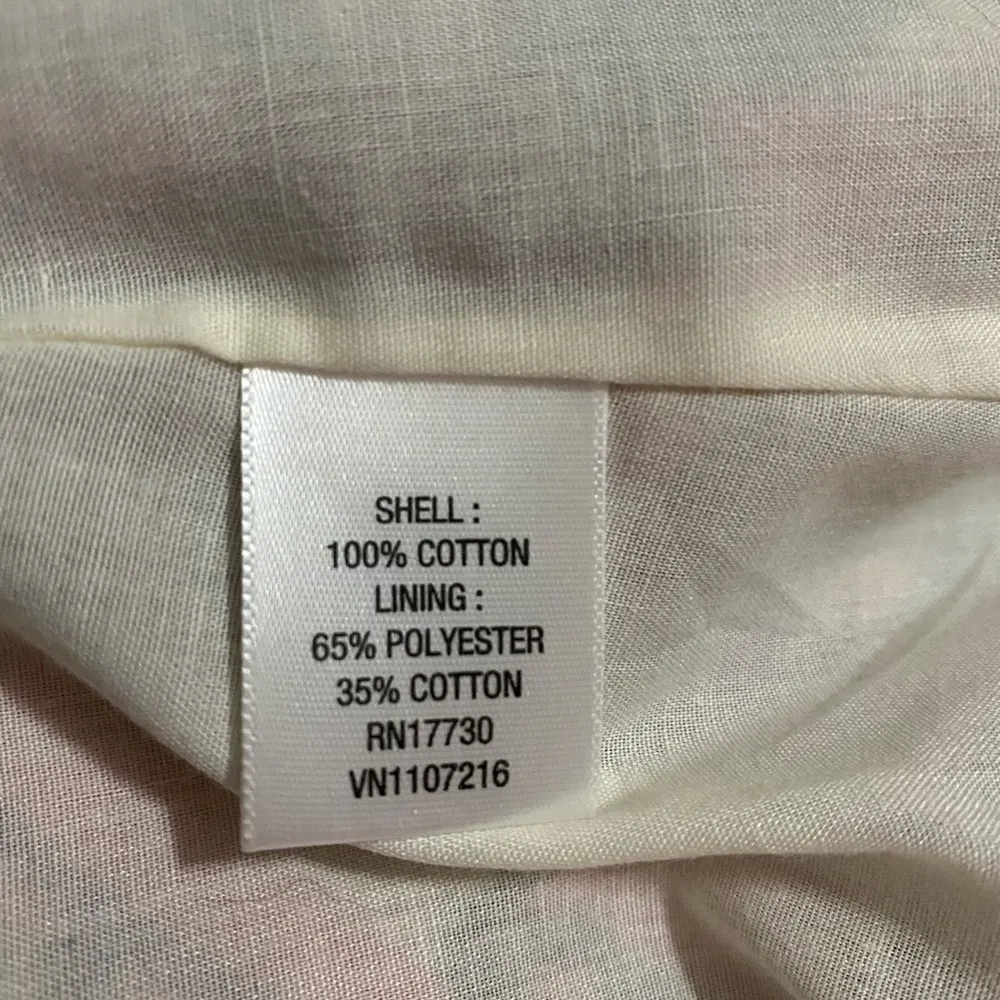 SHELL :
100% COTTON
LINING :
65% POLYESTER
35% COTTON
RN17730
VN1107216